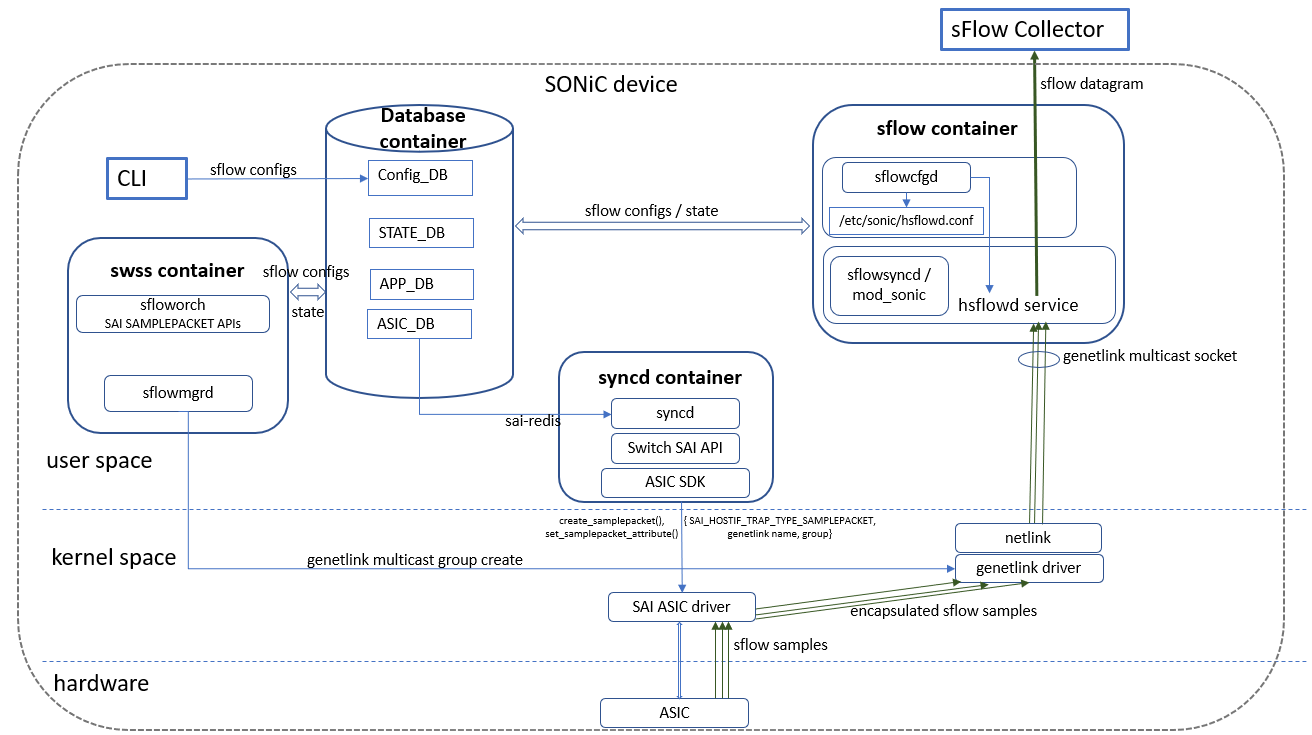 sFlow Collector
sflow datagram
SONiC device
Database
container
sflow container
CLI
sflow configs
Config_DB
sflowcfgd
sflow configs / state
/etc/sonic/hsflowd.conf
STATE_DB
swss container
sflow configs
sflowsyncd /
mod_sonic
APP_DB
sfloworch
SAI SAMPLEPACKET APIs
state
hsflowd service
ASIC_DB
genetlink multicast socket
syncd container
sflowmgrd
syncd
sai-redis
Switch SAI API
user space
ASIC SDK
create_samplepacket(),
set_samplepacket_attribute()
{ SAI_HOSTIF_TRAP_TYPE_SAMPLEPACKET,
genetlink name, group}
netlink
kernel space
genetlink multicast group create
genetlink driver
SAI ASIC driver
encapsulated sflow samples
sflow samples
hardware
ASIC